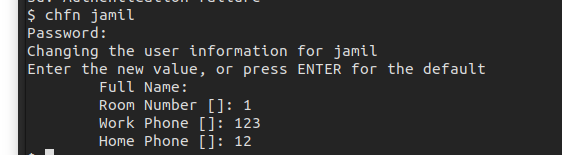 $ chfn jamil
Password:
Changing the user information for jamil
Enter the new value, or press ENTER for the default
Full Name:
Room Number []: 1
Work Phone []: 123
Home Phone []: 12